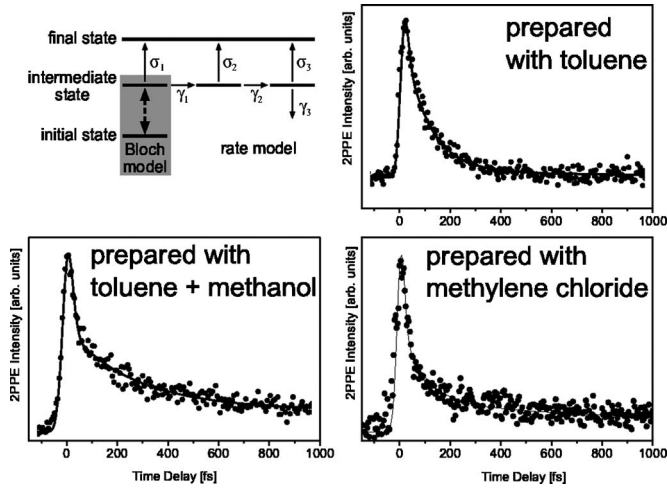 final state
σ1 σ2 σ3
intermediate
state
γ1 γ2
γ3
initial state
Bloch
model
rate model
2PPE Intensity [arb. units]
prepared
with toluene
0 200 400 600 800 1000
2PPE Intensity [arb. units]
prepared with
toluene + methanol
0 200 400 600 800 1000
Time Delay [fs]
2PPE Intensity [arb. units]
prepared with
methylene chloride
0 200 400 600 800 1000
Time Delay [fs]